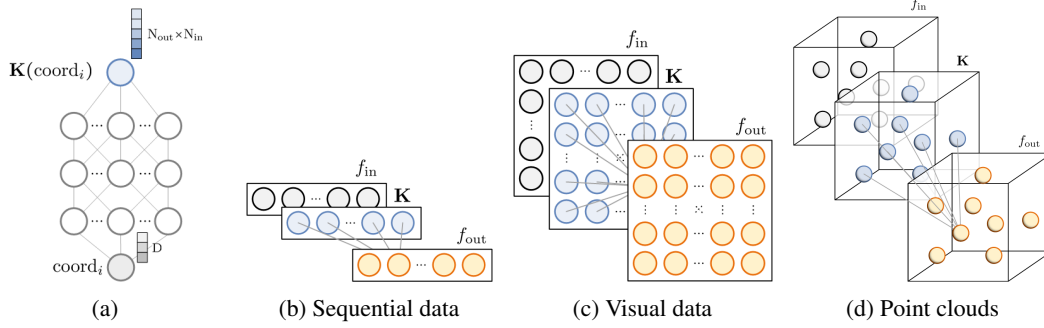 N_out×N_in
K(coord_i)
D
coord_i
(a)
f_in
K
f_out
(b) Sequential data
f_in
K
f_out
(c) Visual data
f_in
K
f_out
(d) Point clouds